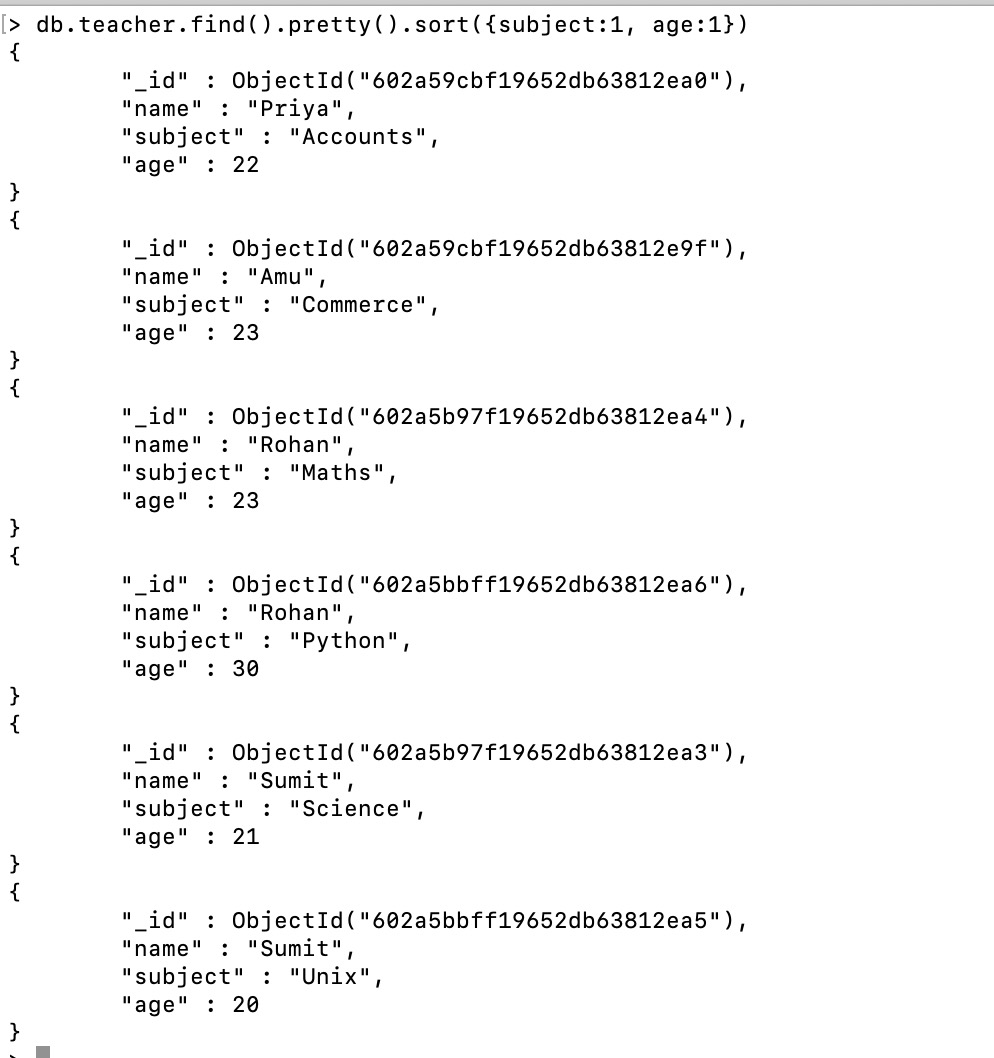 [> db.teacher.find().pretty().sort({subject:1, age:1})
{
        "_id" : ObjectId("602a59cbf19652db63812ea0"),
        "name" : "Priya",
        "subject" : "Accounts",
        "age" : 22
}
{
        "_id" : ObjectId("602a59cbf19652db63812e9f"),
        "name" : "Amu",
        "subject" : "Commerce",
        "age" : 23
}
{
        "_id" : ObjectId("602a5b97f19652db63812ea4"),
        "name" : "Rohan",
        "subject" : "Maths",
        "age" : 23
}
{
        "_id" : ObjectId("602a5bbff19652db63812ea6"),
        "name" : "Rohan",
        "subject" : "Python",
        "age" : 30
}
{
        "_id" : ObjectId("602a5b97f19652db63812ea3"),
        "name" : "Sumit",
        "subject" : "Science",
        "age" : 21
}
{
        "_id" : ObjectId("602a5bbff19652db63812ea5"),
        "name" : "Sumit",
        "subject" : "Unix",
        "age" : 20
}
>